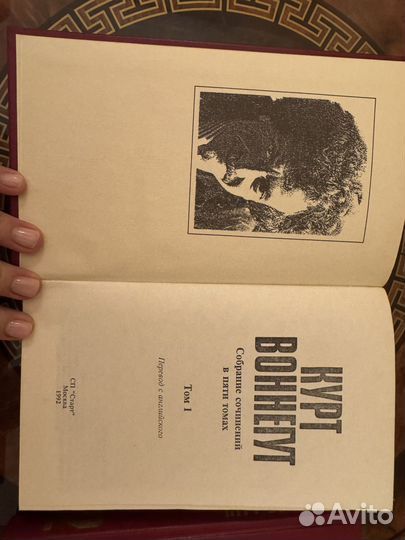 КУРТ
ВОННЕГУТ
Собрание сочинений
в пяти томах
Том 1
Перевод с английского
СП "Старт"
Москва
1992
Avito